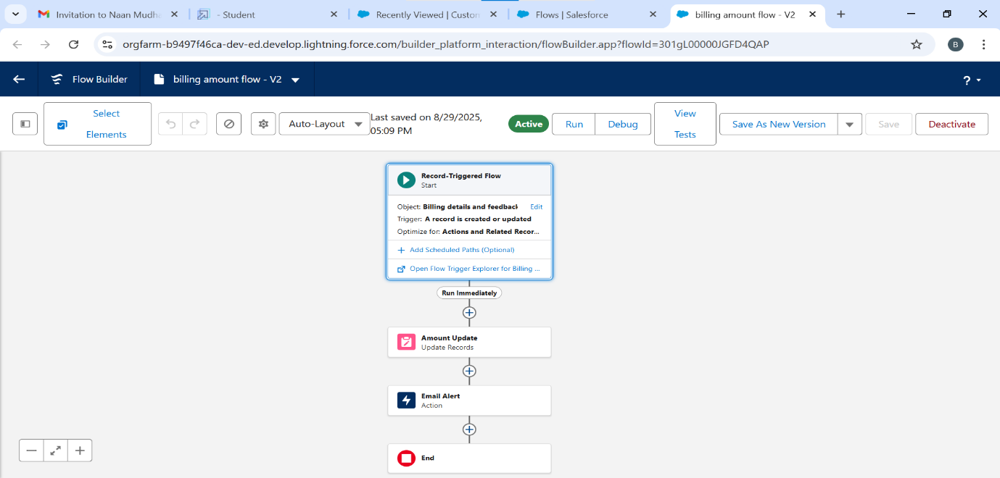 Invitation to Naan Mudha
- Student
Recently Viewed | Custom
Flows | Salesforce
billing amount flow - V2
orgfarm-b9497f46ca-dev-ed.develop.lightning.force.com/builder_platform_interaction/flowBuilder.app?flowId=301gL00000JGFD4QAP
B
Flow Builder
billing amount flow - V2
?
Select
Elements
Auto-Layout
Last saved on 8/29/2025,
05:09 PM
Active
Run
Debug
View
Tests
Save As New Version
Save
Deactivate
Record-Triggered Flow
Start
Object: Billing details and feedback Edit
Trigger: A record is created or updated
Optimize for: Actions and Related Recor...
Add Scheduled Paths (Optional)
Open Flow Trigger Explorer for Billing ...
Run Immediately
Amount Update
Update Records
Email Alert
Action
End